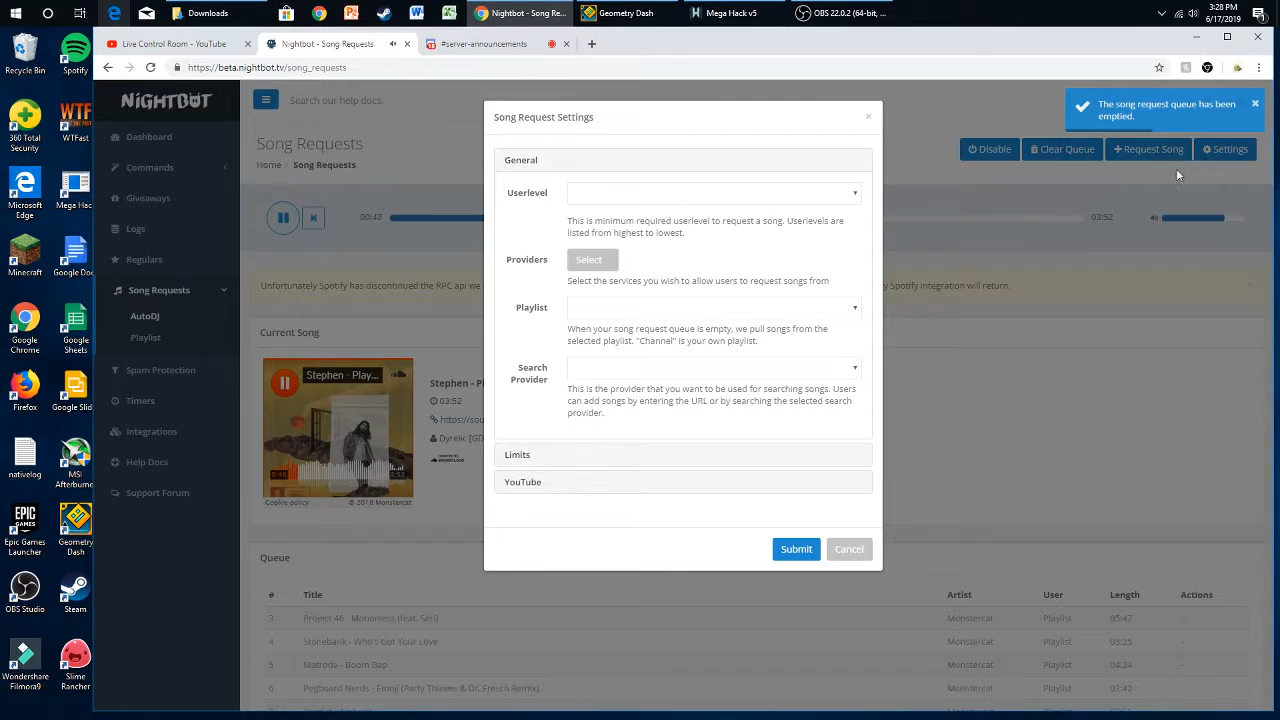 Downloads
Nightbot - Song Re...
Geometry Dash
Mega Hack v5
OBS 22.0.2 (64-bit, ...
3:28 PM
6/17/2019
Live Control Room - YouTube
Nightbot - Song Requests
#server-announcements
https://beta.nightbot.tv/song_requests
Recycle Bin
Spotify
360 Total
Security
WTFast
Microsoft
Edge
MSI
Minecraft
Google Doc
Google
Chrome
Google
Sheets
Firefox
Google Slid
nativelog
MSI
Afterburne
Epic Games
Launcher
Geometry
Dash
OBS Studio
Steam
Wondershare
Filmora9
Slime
Rancher
NIGHTBOT
Dashboard
Commands
Giveaways
Logs
Regulars
Song Requests
AutoDJ
Playlist
Spam Protection
Timers
Integrations
Help Docs
Support Forum
Search our help docs.
Song Requests
Home
Song Requests
The song request queue has been
emptied.
Disable
Clear Queue
Request Song
Settings
00:42
03:52
Unfortunately Spotify has discontinued the RPC api we
Spotify integration will return.
Current Song
Stephen - Play...
Cookie policy
© 2018 Monstercat
Stephen - Pl
03:52
https://sou
Dyrelic [GD
Song Request Settings
General
Userlevel
This is minimum required userlevel to request a song. Userlevels are
listed from highest to lowest.
Providers
Select
Select the services you wish to allow users to request songs from
Playlist
When your song request queue is empty, we pull songs from the
selected playlist. "Channel" is your own playlist.
Search
Provider
This is the provider that you want to be used for searching songs. Users
can add songs by entering the URL or by searching the selected search
provider.
Limits
YouTube
Submit
Cancel
Queue
# Title Artist User Length Actions
3 Project 46 - Motionless (feat. Seri) Monstercat Playlist 05:47
4 Stonebank - Who's Got Your Love Monstercat Playlist 03:25 -
5 Matroda - Boom Bap Monstercat Playlist 04:24 -
6 Pegboard Nerds - Emoji (Party Thieves & Dr. Fresch Remix) Monstercat Playlist 02:42 -